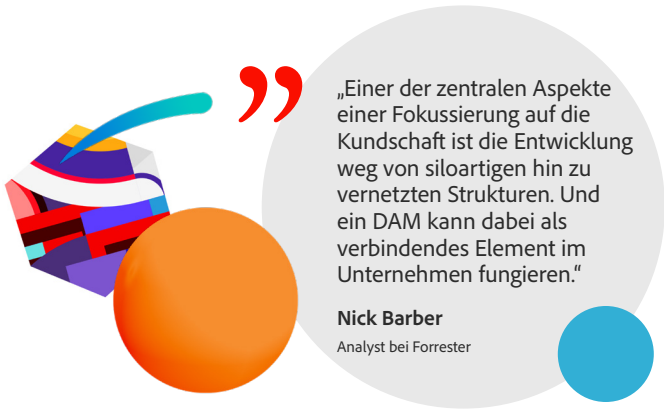 „Einer der zentralen Aspekte
einer Fokussierung auf die
Kundschaft ist die Entwicklung
weg von siloartigen hin zu
vernetzten Strukturen. Und
ein DAM kann dabei als
verbindendes Element im
Unternehmen fungieren.“
Nick Barber
Analyst bei Forrester